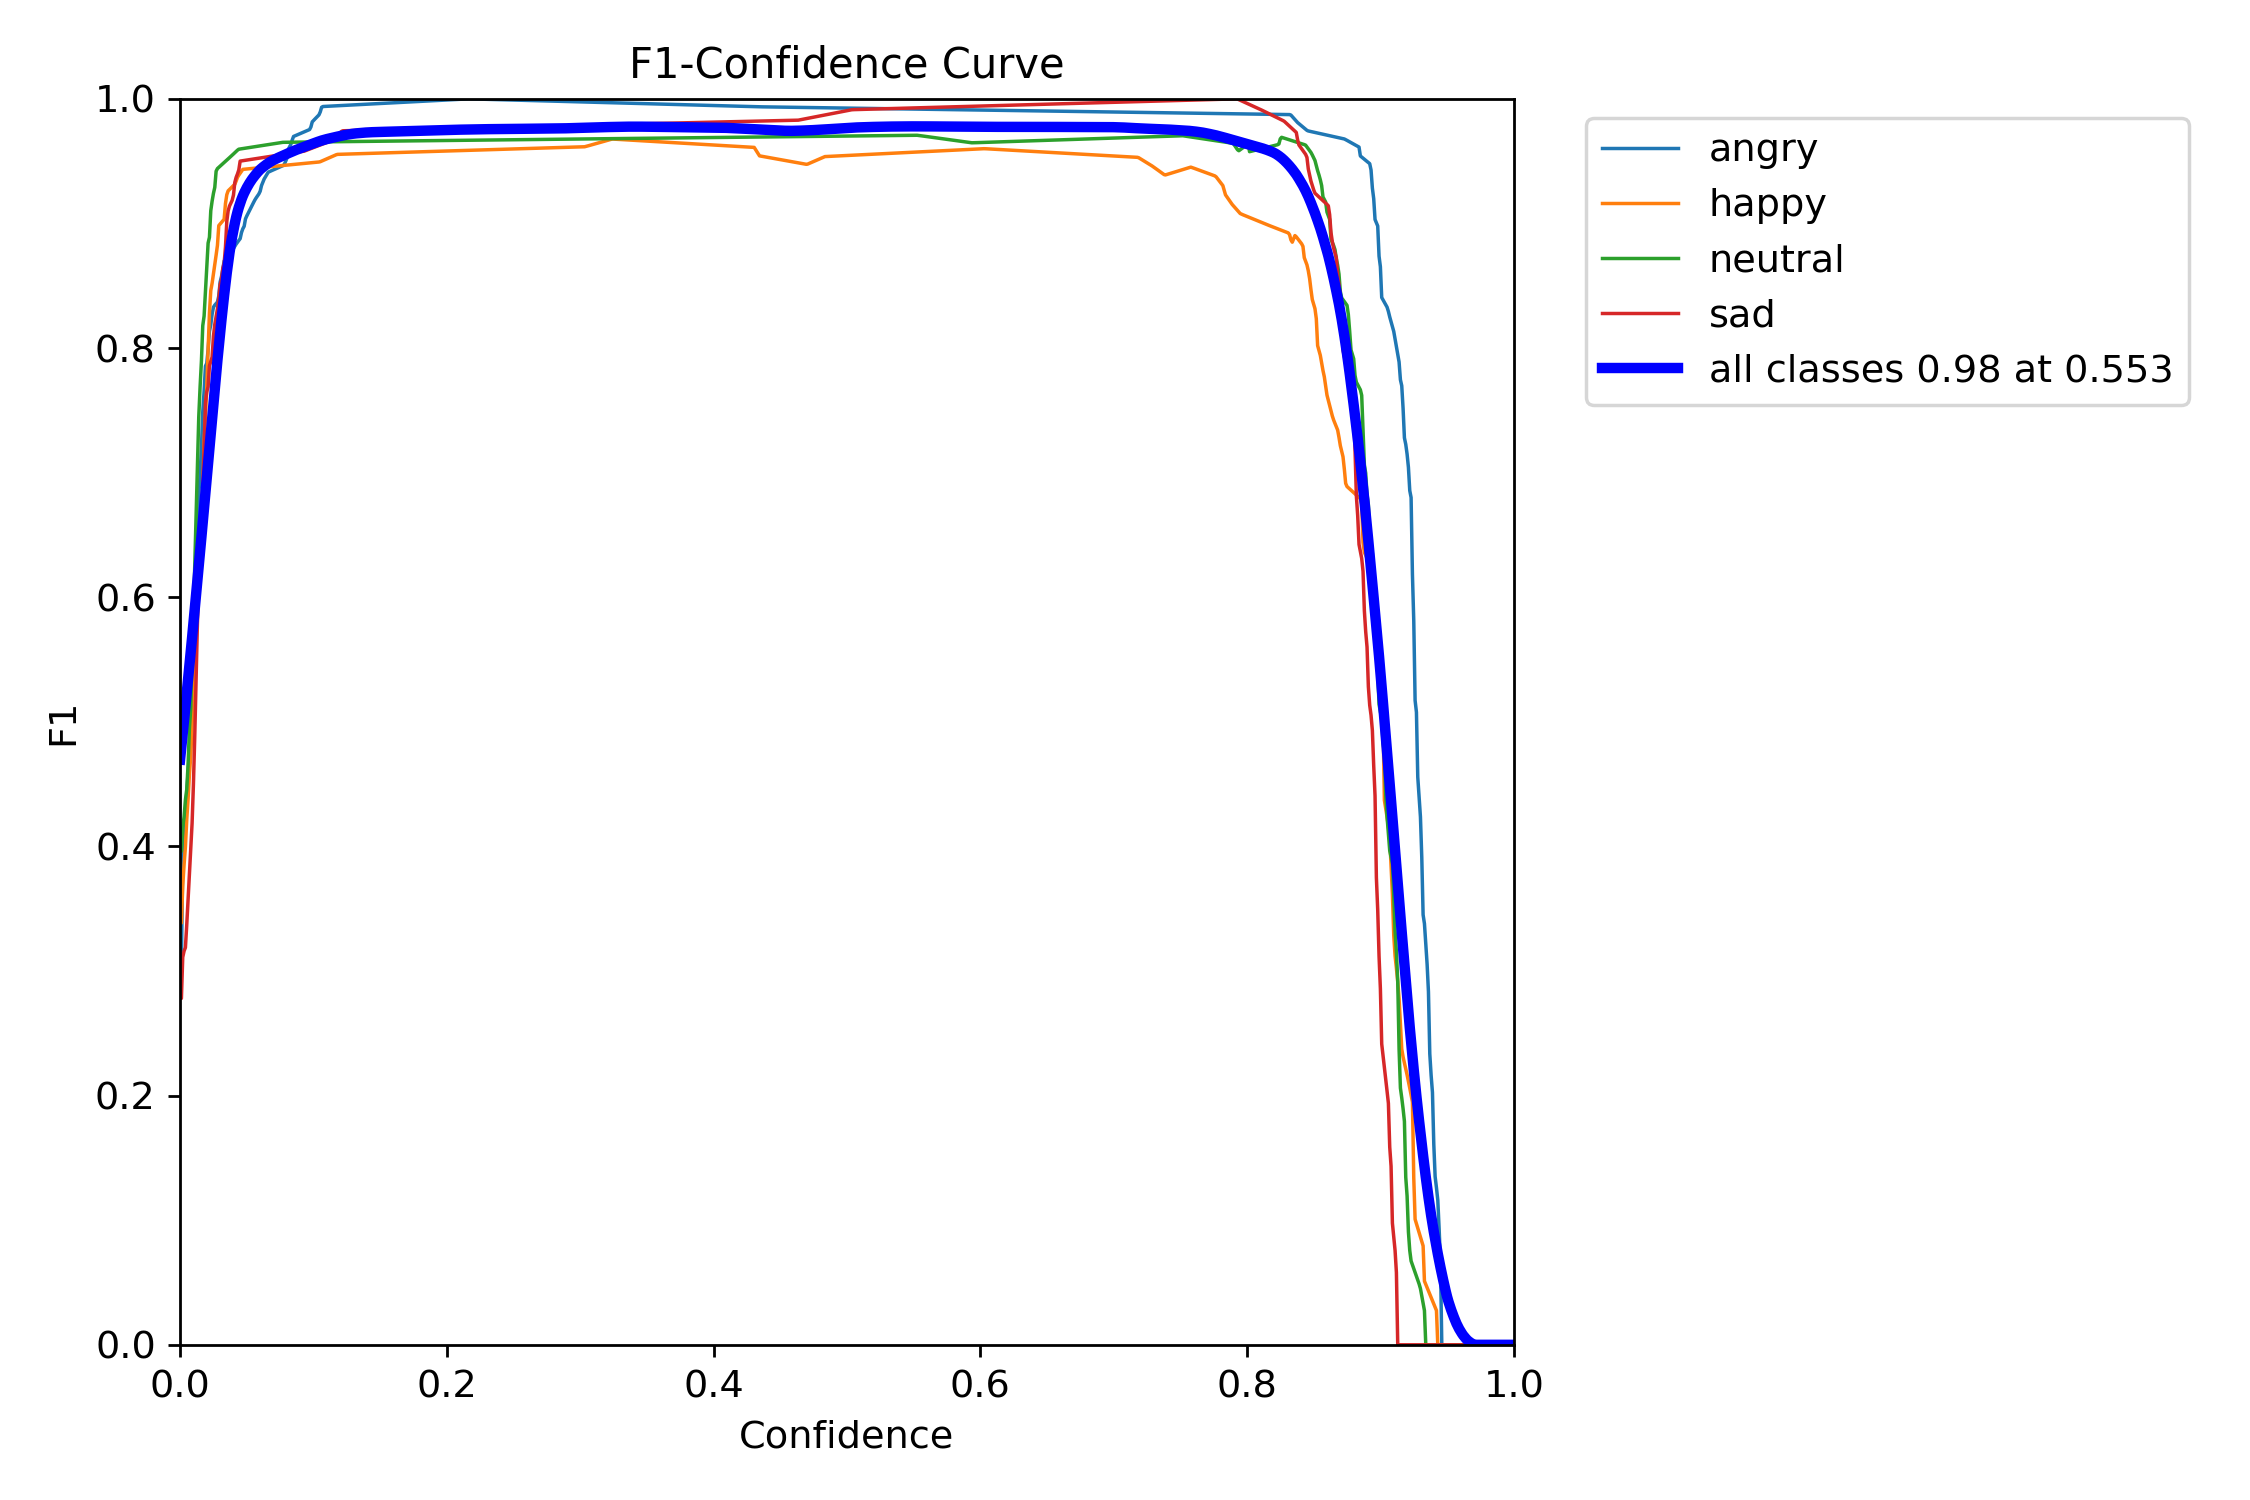 F1-Confidence Curve
1.0
0.8
0.6
0.4
0.2
0.0
F1
0.0 0.2 0.4 0.6 0.8 1.0
Confidence
angry
happy
neutral
sad
all classes 0.98 at 0.553